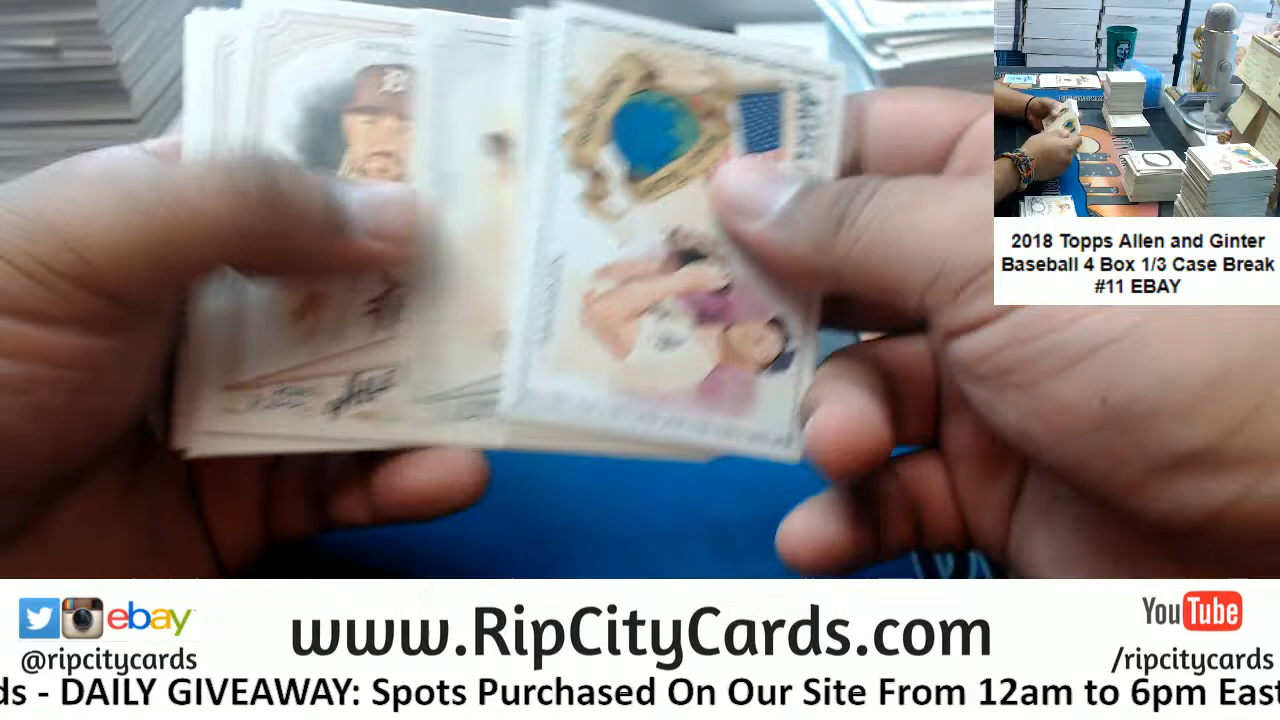 2018 Topps Allen and Ginter
Baseball 4 Box 1/3 Case Break
#11 EBAY
ebay
@ripcitycards
www.RipCityCards.com
YouTube
/ripcitycards
ds - DAILY GIVEAWAY: Spots Purchased On Our Site From 12am to 6pm East